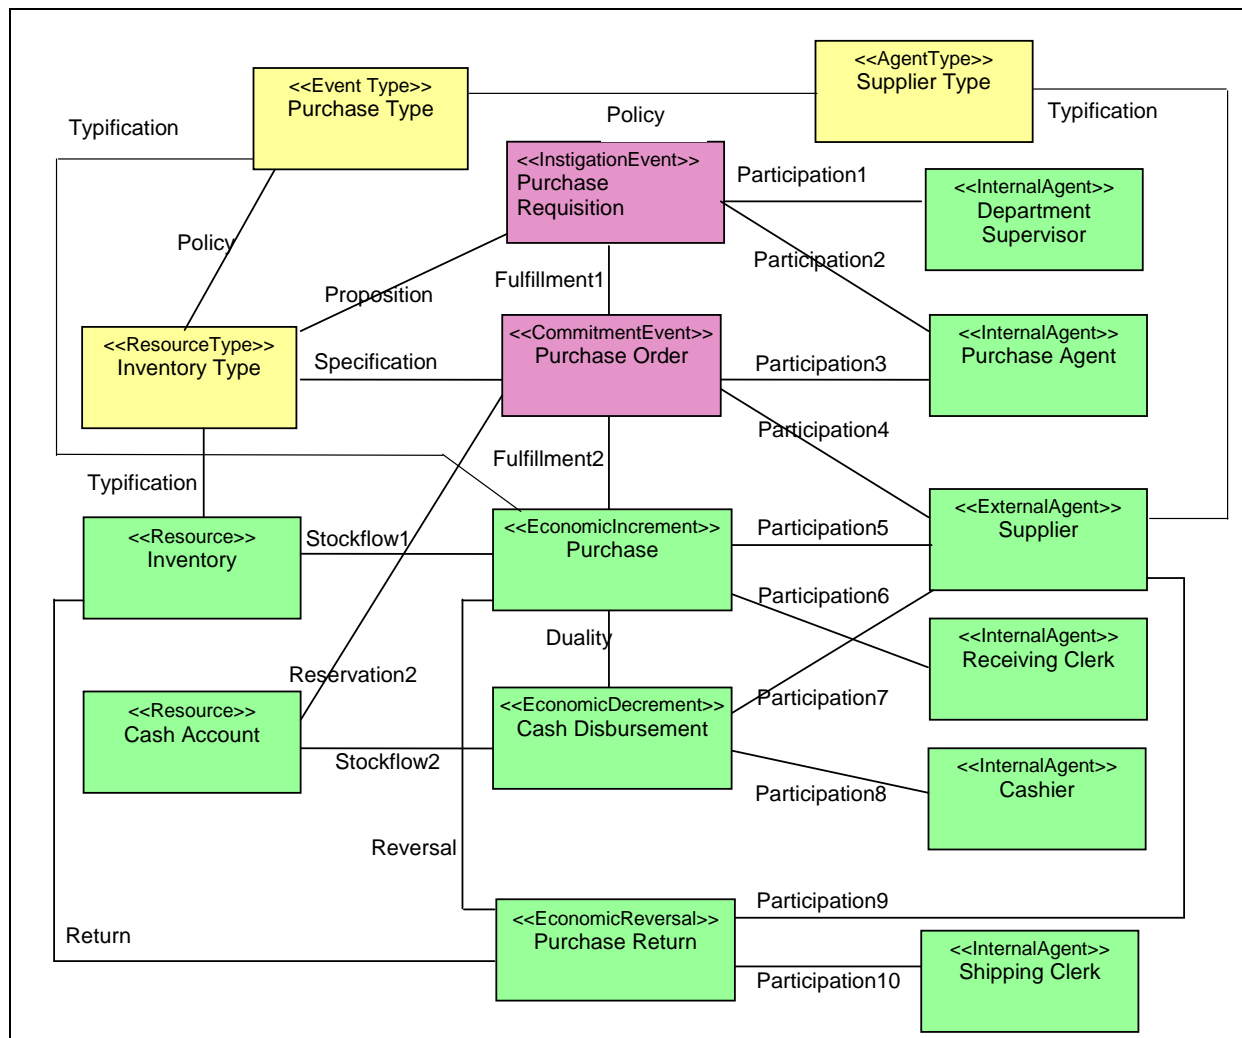 <<AgentType>>
Supplier Type
<<Event Type>>
Purchase Type
Typification
Policy
Typification
<<InstigationEvent>>
Purchase
Requisition
Participation1
<<InternalAgent>>
Department
Supervisor
Policy
Participation2
Proposition
Fulfillment1
<<ResourceType>>
Inventory Type
Specification
<<CommitmentEvent>>
Purchase Order
Participation3
<<InternalAgent>>
Purchase Agent
Participation4
Typification
Fulfillment2
<<Resource>>
Inventory
Stockflow1
<<EconomicIncrement>>
Purchase
Participation5
<<ExternalAgent>>
Supplier
Participation6
Duality
<<InternalAgent>>
Receiving Clerk
Reservation2
Participation7
<<Resource>>
Cash Account
Stockflow2
<<EconomicDecrement>>
Cash Disbursement
Participation8
<<InternalAgent>>
Cashier
Reversal
Participation9
Return
<<EconomicReversal>>
Purchase Return
Participation10
<<InternalAgent>>
Shipping Clerk